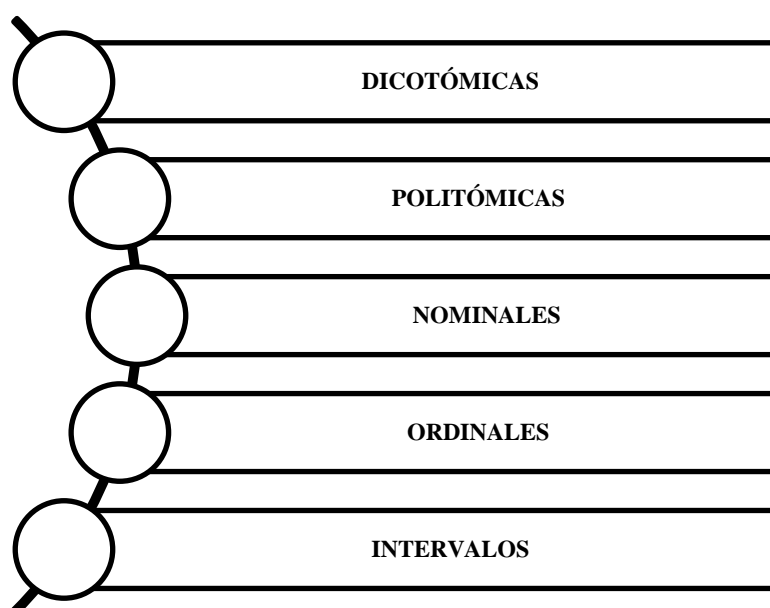 DICOTÓMICAS
POLITÓMICAS
NOMINALES
ORDINALES
INTERVALOS